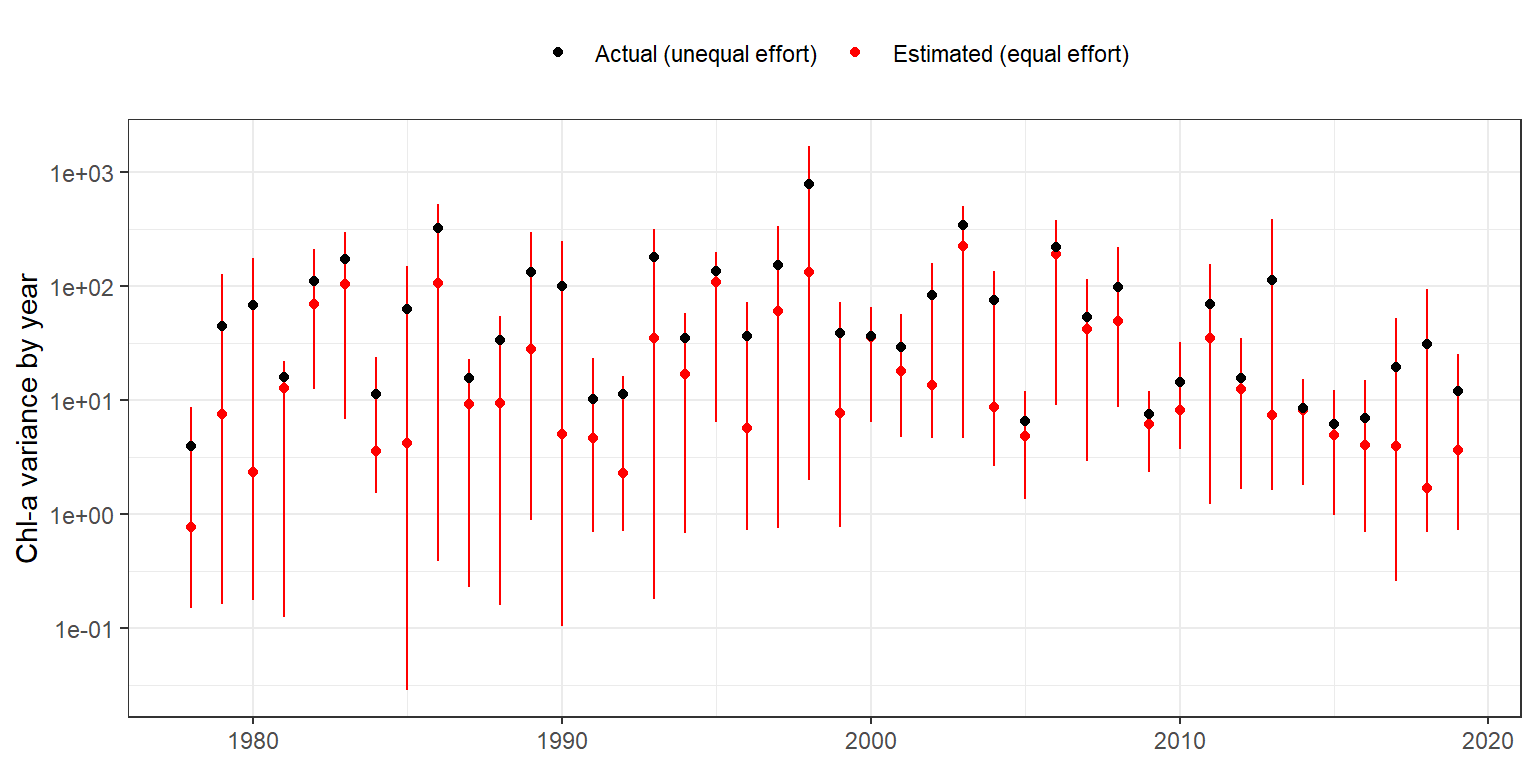 Actual (unequal effort) Estimated (equal effort)
Chl-a variance by year
1e+03
1e+02
1e+01
1e+00
1e-01
1980 1990 2000 2010 2020